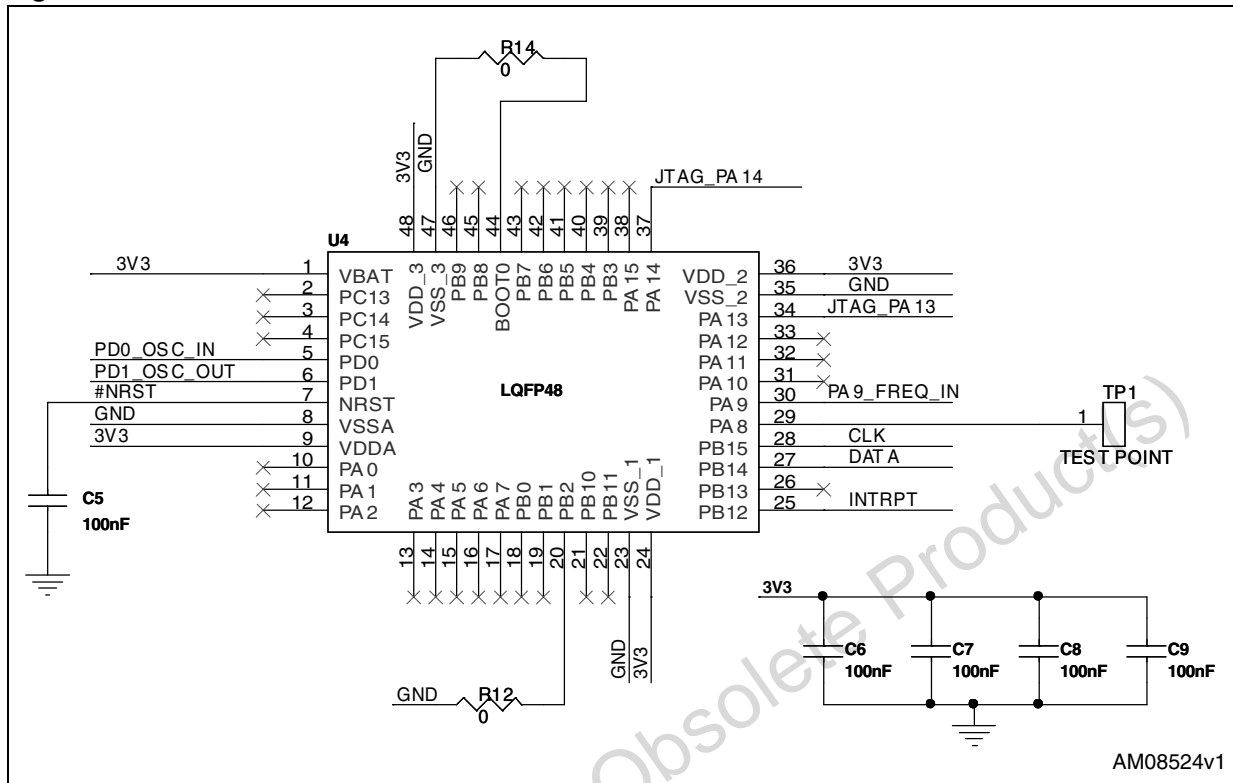 R14
0
3V3
GND
48
47
46
45
44
43
42
41
40
39
38
37
JTAG_PA14
U4
VDD_3
VSS_3
PB9
PB8
BOOT0
PB7
PB6
PB5
PB4
PB3
PA15
PA14
3V3 1 VBAT
2 PC13
3 PC14
4 PC15
PD0_OSC_IN 5 PD0
PD1_OSC_OUT 6 PD1
#NRST 7 NRST
GND 8 VSSA
3V3 9 VDDA
10 PA0
11 PA1
12 PA2
LQFP48
VDD_2 36 3V3
VSS_2 35 GND
PA13 34 JTAG_PA13
PA12 33
PA11 32
PA10 31
PA9 30 PA9_FREQ_IN
PA8 29
PB15 28 CLK
PB14 27 DATA
PB13 26
PB12 25 INTRPT
1
TP1
TEST POINT
PA3
PA4
PA5
PA6
PA7
PB0
PB1
PB2
PB10
PB11
VSS_1
VDD_1
13
14
15
16
17
18
19
20
21
22
23
24
C5
100nF
GND
3V3
GND
R12
0
3V3
C6
100nF
C7
100nF
C8
100nF
C9
100nF
Obsolete Product(s)
AM08524v1